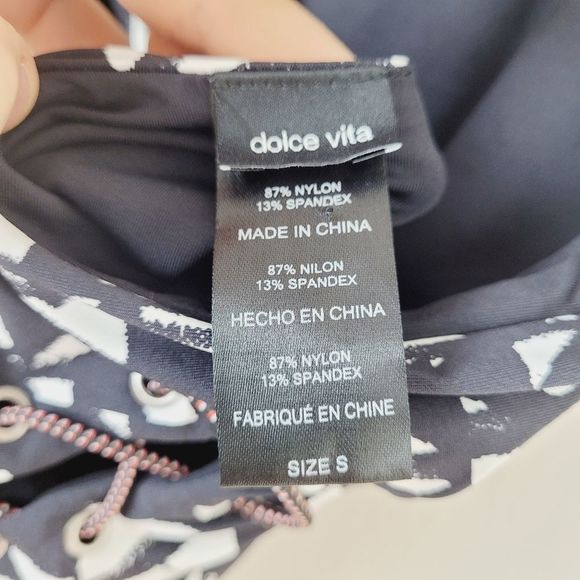 dolce vita
87% NYLON
13% SPANDEX
MADE IN CHINA
87% NILON
13% SPANDEX
HECHO EN CHINA
87% NYLON
13% SPANDEX
FABRIQUÉ EN CHINE
SIZE S